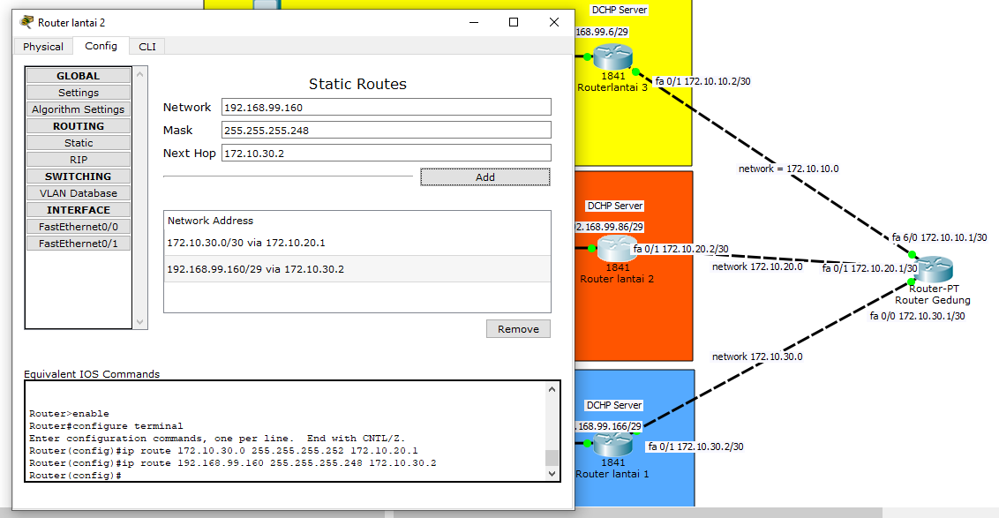 Router lantai 2
Physical Config CLI
GLOBAL
Settings
Algorithm Settings
ROUTING
Static
RIP
SWITCHING
VLAN Database
INTERFACE
FastEthernet0/0
FastEthernet0/1
Static Routes
Network 192.168.99.160
Mask 255.255.255.248
Next Hop 172.10.30.2
Add
Network Address
172.10.30.0/30 via 172.10.20.1
192.168.99.160/29 via 172.10.30.2
Remove
Equivalent IOS Commands
Router>enable
Router#configure terminal
Enter configuration commands, one per line. End with CNTL/Z.
Router(config)#ip route 172.10.30.0 255.255.255.252 172.10.20.1
Router(config)#ip route 192.168.99.160 255.255.255.248 172.10.30.2
Router(config)#
DCHP Server
.168.99.6/29
1841
Routerlantai 3
fa 0/1 172.10.10.2/30
network = 172.10.10.0
DCHP Server
92.168.99.86/29
fa 0/1 172.10.20.2/30
1841
Router lantai 2
network 172.10.20.0
fa 6/0 172.10.10.1/30
fa 0/1 172.10.20.1/30
Router-PT
Router Gedung
fa 0/0 172.10.30.1/30
network 172.10.30.0
DCHP Server
.168.99.166/29
fa 0/1 172.10.30.2/30
1841
Router lantai 1